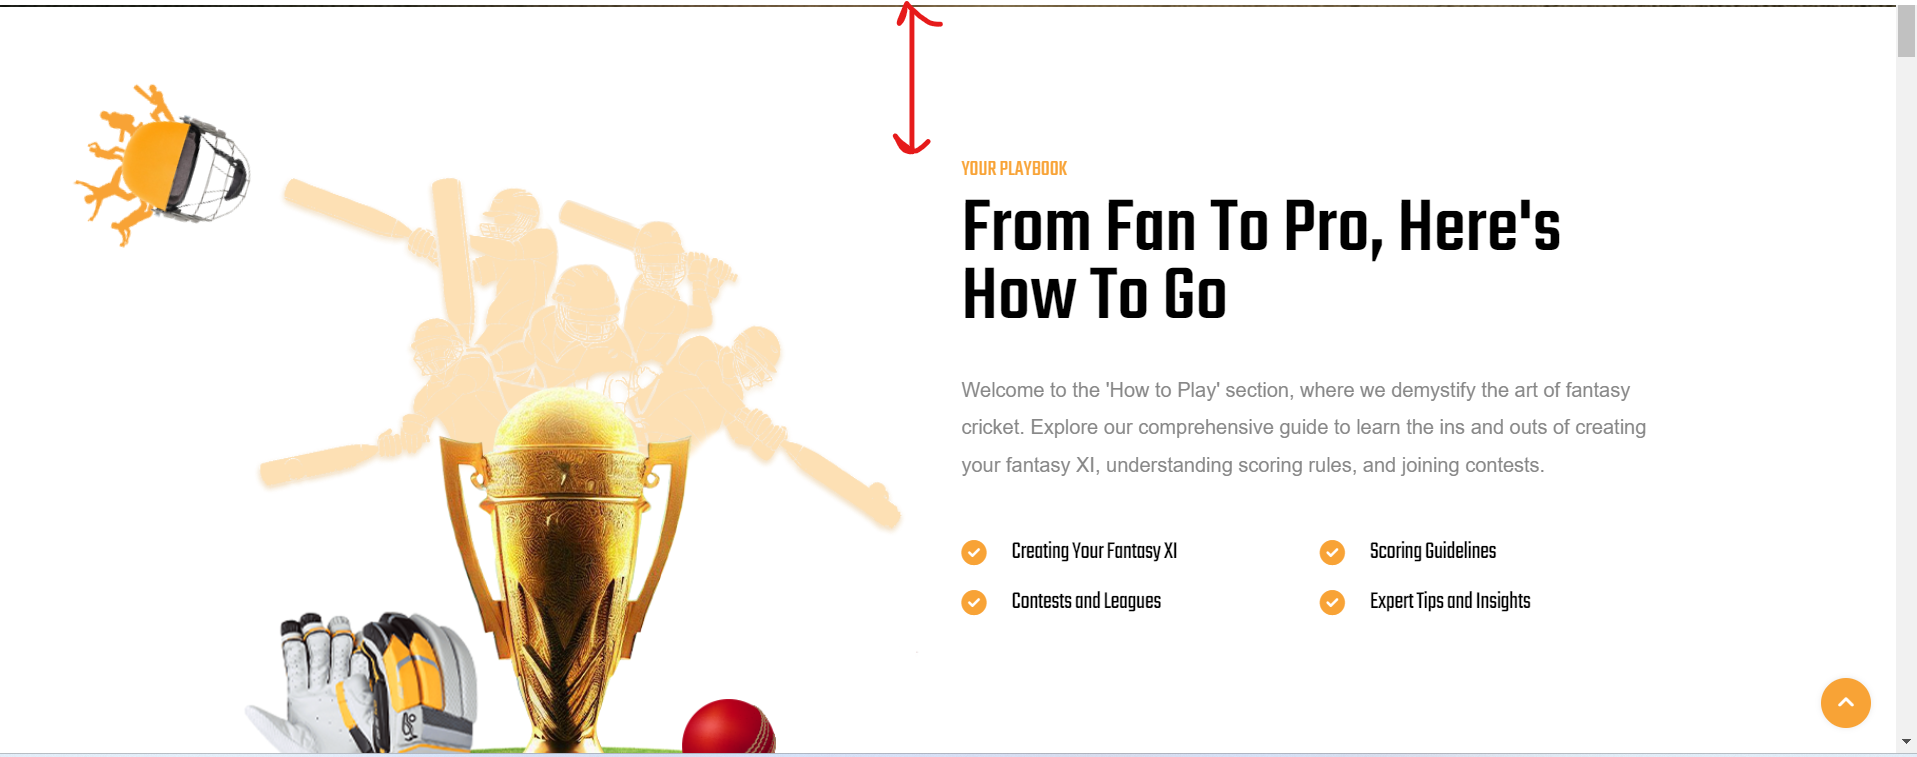 YOUR PLAYBOOK
From Fan To Pro, Here's
How To Go
Welcome to the 'How to Play' section, where we demystify the art of fantasy
cricket. Explore our comprehensive guide to learn the ins and outs of creating
your fantasy XI, understanding scoring rules, and joining contests.
Creating Your Fantasy XI
Scoring Guidelines
Contests and Leagues
Expert Tips and Insights